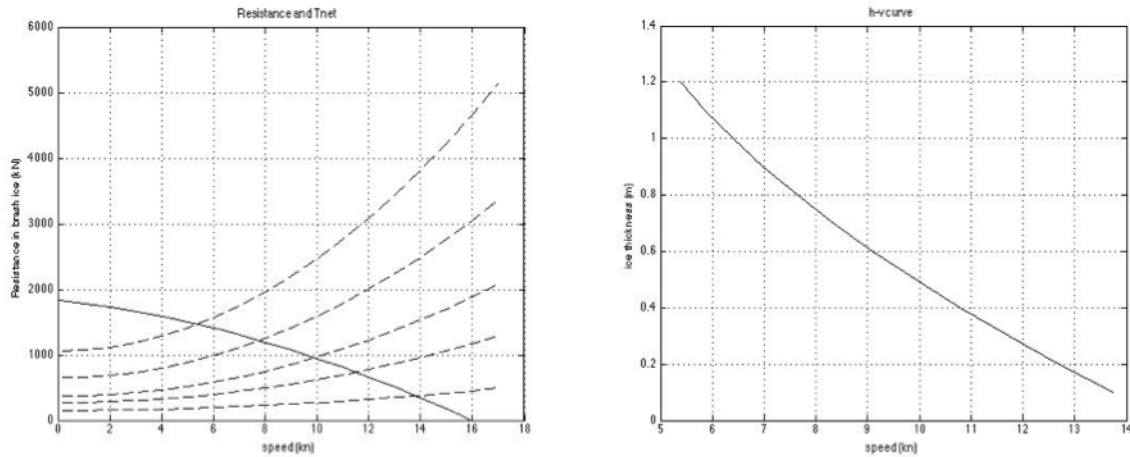 Resistance and Tnet
6000
5000
4000
3000
2000
1000
0
Resistance in brash ice (kN)
0 2 4 6 8 10 12 14 16 18
speed (kn)
h-v curve
1.4
1.2
1
0.8
0.6
0.4
0.2
0
ice thickness (m)
5 6 7 8 9 10 11 12 13 14
speed (kn)